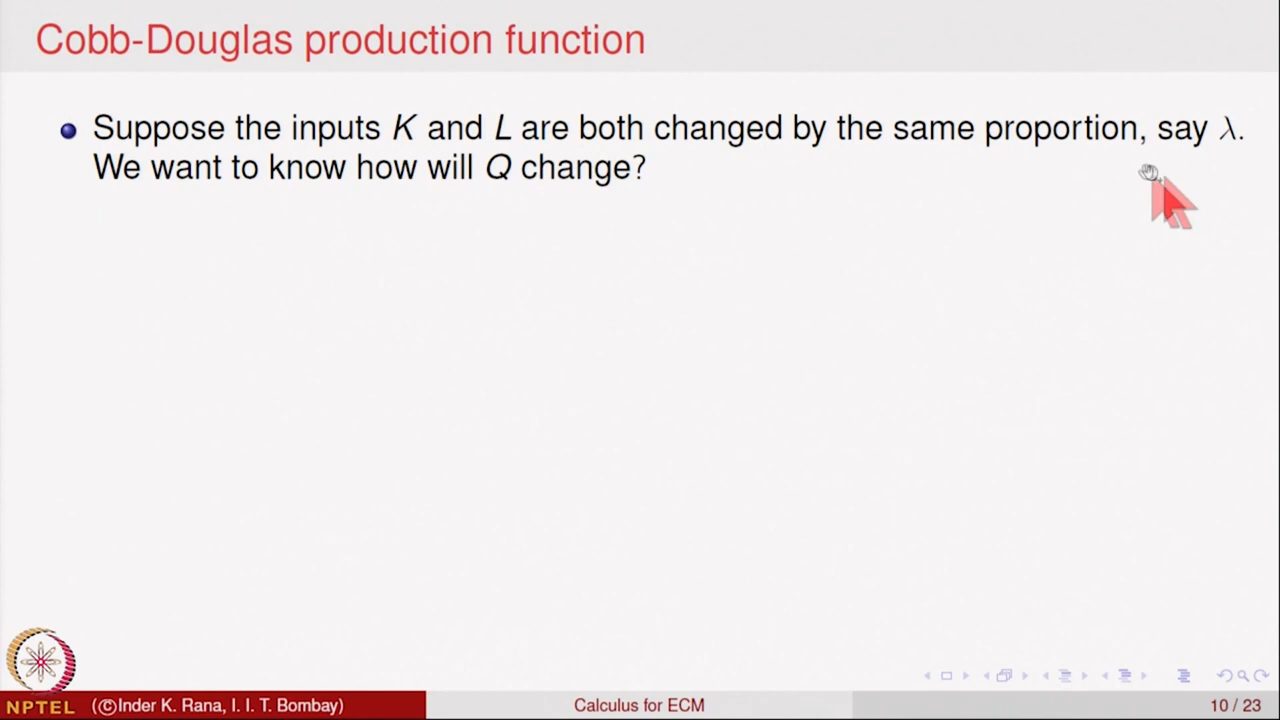 Cobb-Douglas production function
Suppose the inputs K and L are both changed by the same proportion, say λ.
We want to know how will Q change?
NPTEL (©Inder K. Rana, I. I. T. Bombay) Calculus for ECM 10 / 23